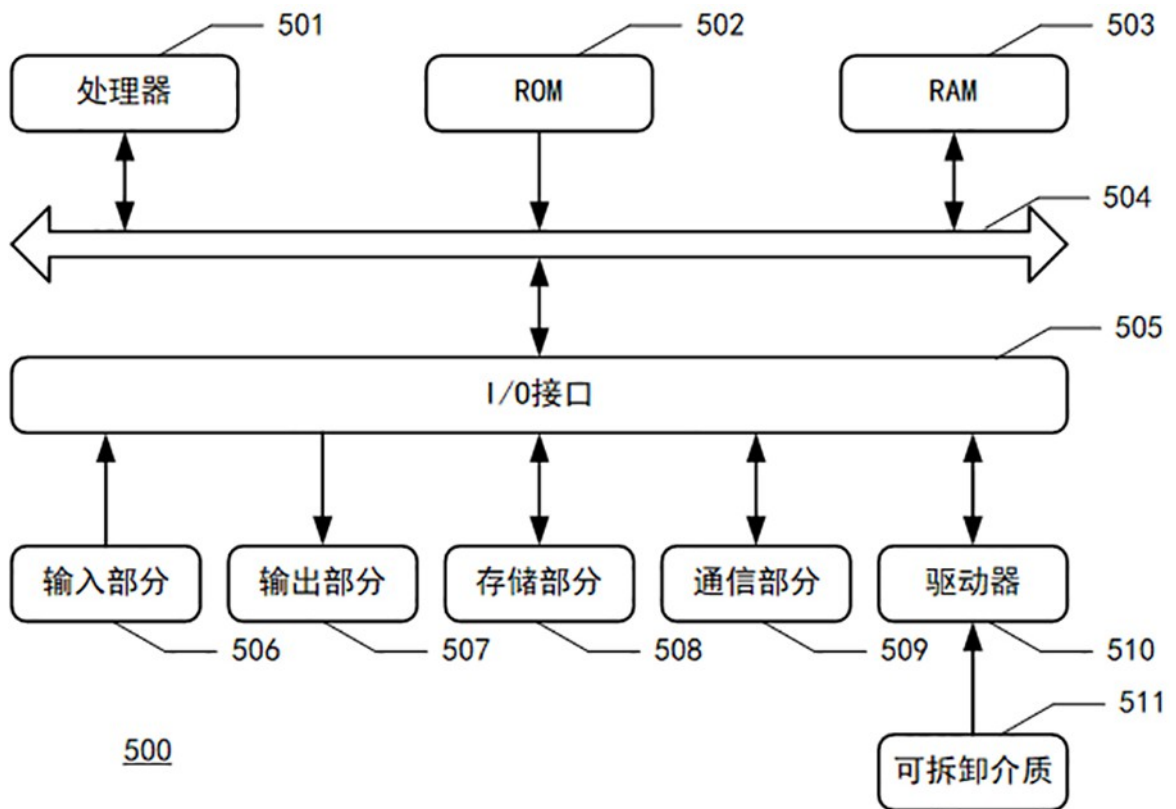 501
502
503
处理器
ROM
RAM
504
505
I/O接口
输入部分
输出部分
存储部分
通信部分
驱动器
506
507
508
509
510
511
500
可拆卸介质